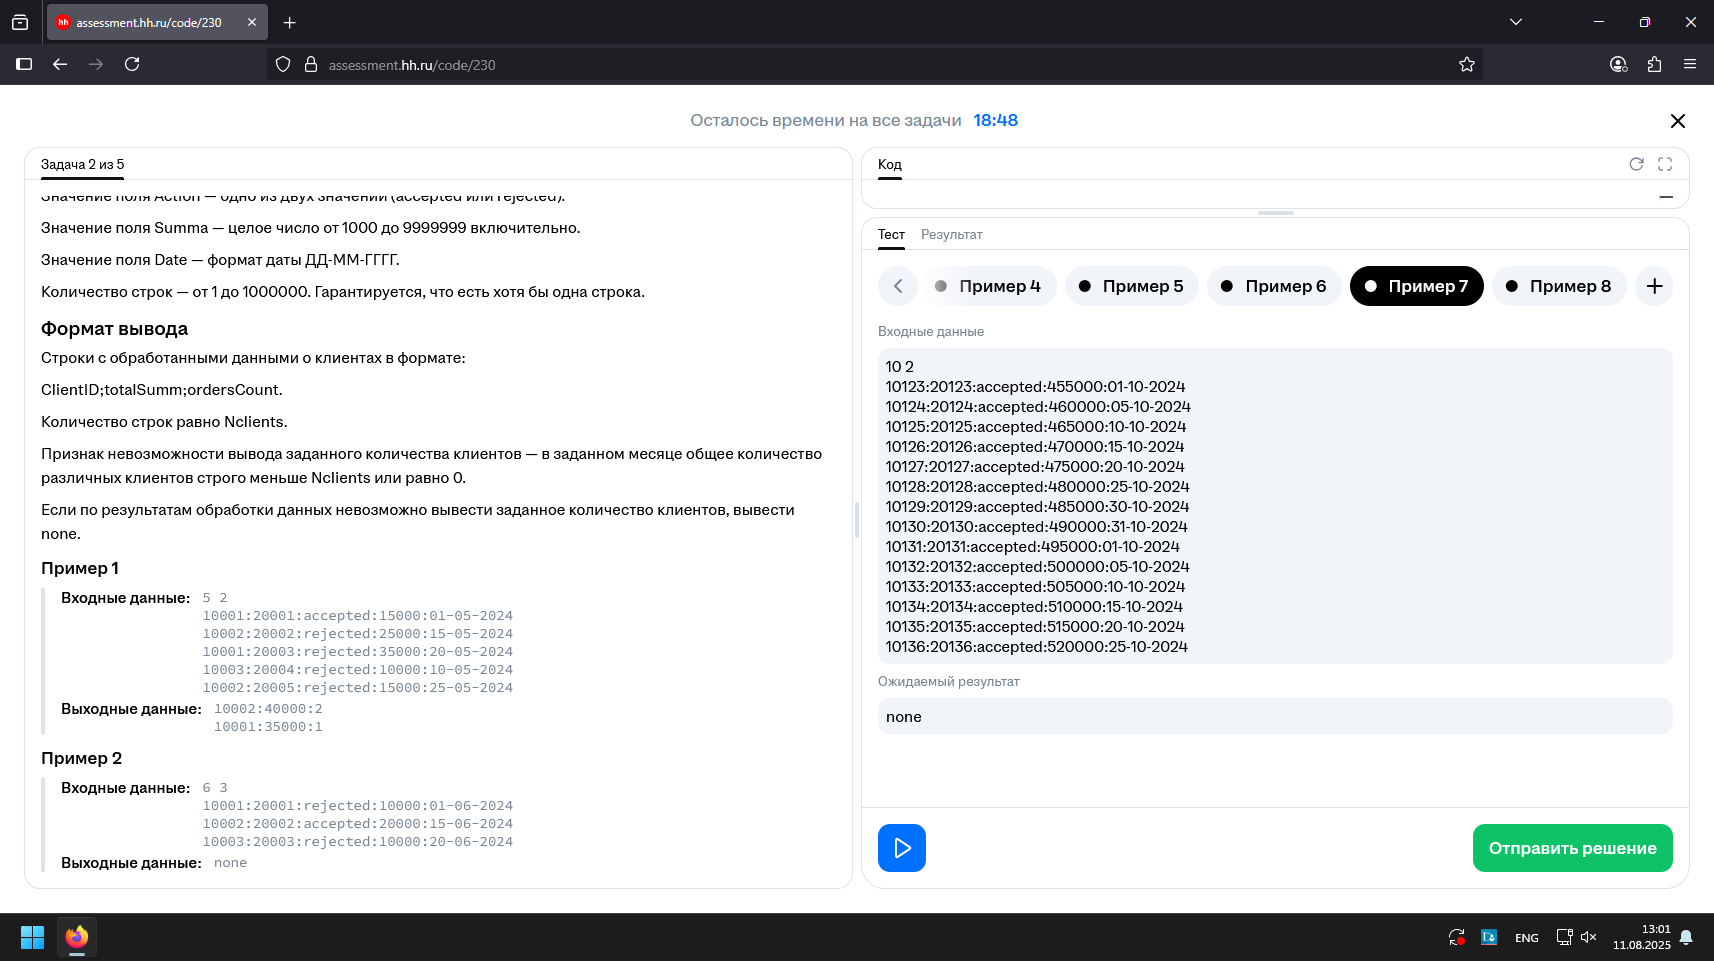 assessment.hh.ru/code/230
assessment.hh.ru/code/230
Осталось времени на все задачи 18:48
Задача 2 из 5
Значение поля Action — одно из двух значений (accepted или rejected).
Значение поля Summa — целое число от 1000 до 9999999 включительно.
Значение поля Date — формат даты ДД-ММ-ГГГГ.
Количество строк — от 1 до 1000000. Гарантируется, что есть хотя бы одна строка.
Формат вывода
Строки с обработанными данными о клиентах в формате:
ClientID;totalSumm;ordersCount.
Количество строк равно Nclients.
Признак невозможности вывода заданного количества клиентов — в заданном месяце общее количество
различных клиентов строго меньше Nclients или равно 0.
Если по результатам обработки данных невозможно вывести заданное количество клиентов, вывести
none.
Пример 1
Входные данные: 5 2
10001:20001:accepted:15000:01-05-2024
10002:20002:rejected:25000:15-05-2024
10001:20003:rejected:35000:20-05-2024
10003:20004:rejected:10000:10-05-2024
10002:20005:rejected:15000:25-05-2024
Выходные данные: 10002:40000:2
10001:35000:1
Пример 2
Входные данные: 6 3
10001:20001:rejected:10000:01-06-2024
10002:20002:accepted:20000:15-06-2024
10003:20003:rejected:10000:20-06-2024
Выходные данные: none
Код
Тест Результат
Пример 4 Пример 5 Пример 6 Пример 7 Пример 8
Входные данные
10 2
10123:20123:accepted:455000:01-10-2024
10124:20124:accepted:460000:05-10-2024
10125:20125:accepted:465000:10-10-2024
10126:20126:accepted:470000:15-10-2024
10127:20127:accepted:475000:20-10-2024
10128:20128:accepted:480000:25-10-2024
10129:20129:accepted:485000:30-10-2024
10130:20130:accepted:490000:31-10-2024
10131:20131:accepted:495000:01-10-2024
10132:20132:accepted:500000:05-10-2024
10133:20133:accepted:505000:10-10-2024
10134:20134:accepted:510000:15-10-2024
10135:20135:accepted:515000:20-10-2024
10136:20136:accepted:520000:25-10-2024
Ожидаемый результат
none
Отправить решение
ENG
13:01
11.08.2025